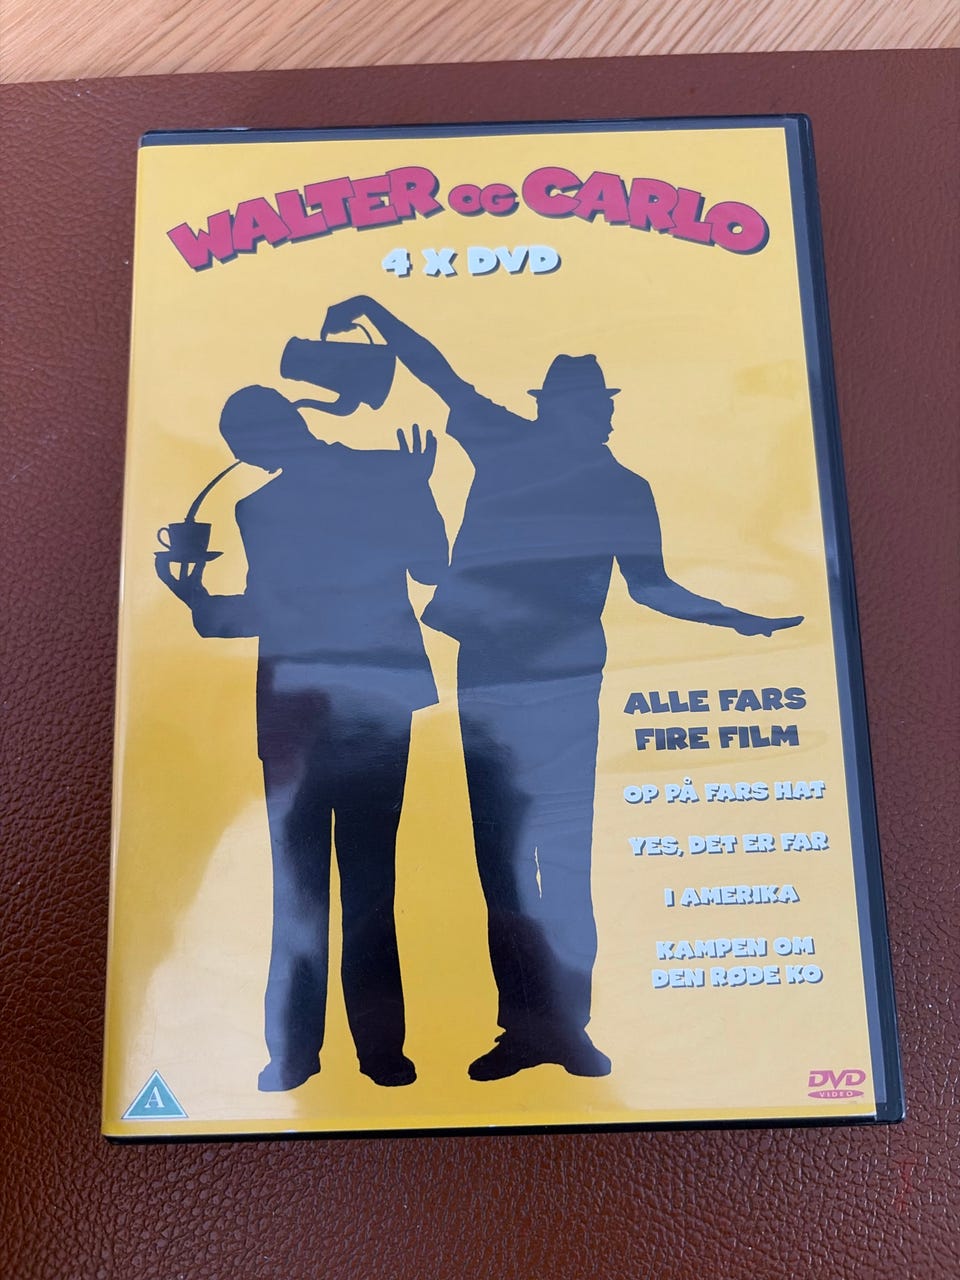 WALTER OG CARLO
4 X DVD
ALLE FARS
FIRE FILM
OP PÅ FARS HAT
YES, DET ER FAR
I AMERIKA
KAMPEN OM
DEN RØDE KO
A
DVD
VIDEO